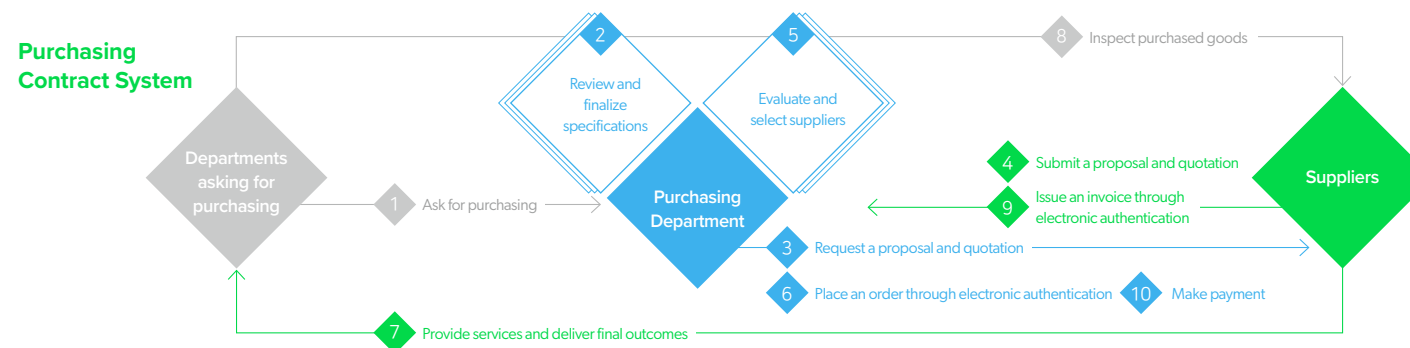 Purchasing
Contract System
2
5
8
Inspect purchased goods
Review and
finalize
specifications
Evaluate and
select suppliers
Departments
asking for
purchasing
1
Ask for purchasing
Purchasing
Department
4
Submit a proposal and quotation
9
Issue an invoice through
electronic authentication
Suppliers
3
Request a proposal and quotation
6
Place an order through electronic authentication
10
Make payment
7
Provide services and deliver final outcomes